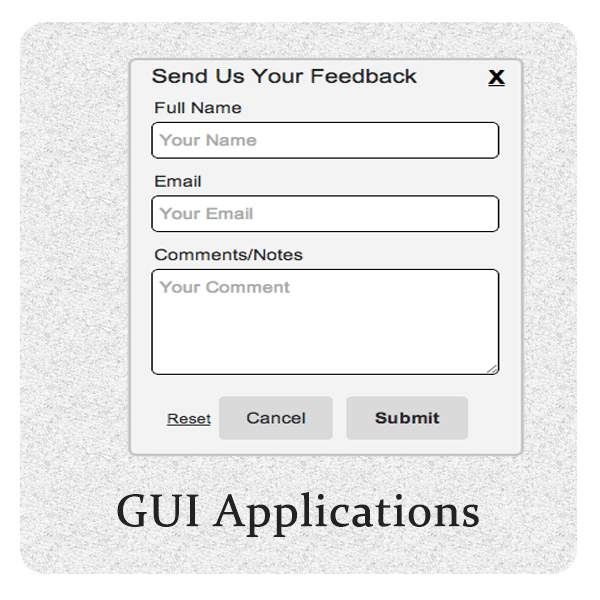 Send Us Your Feedback X
Full Name
Your Name
Email
Your Email
Comments/Notes
Your Comment
Reset Cancel Submit
GUI Applications